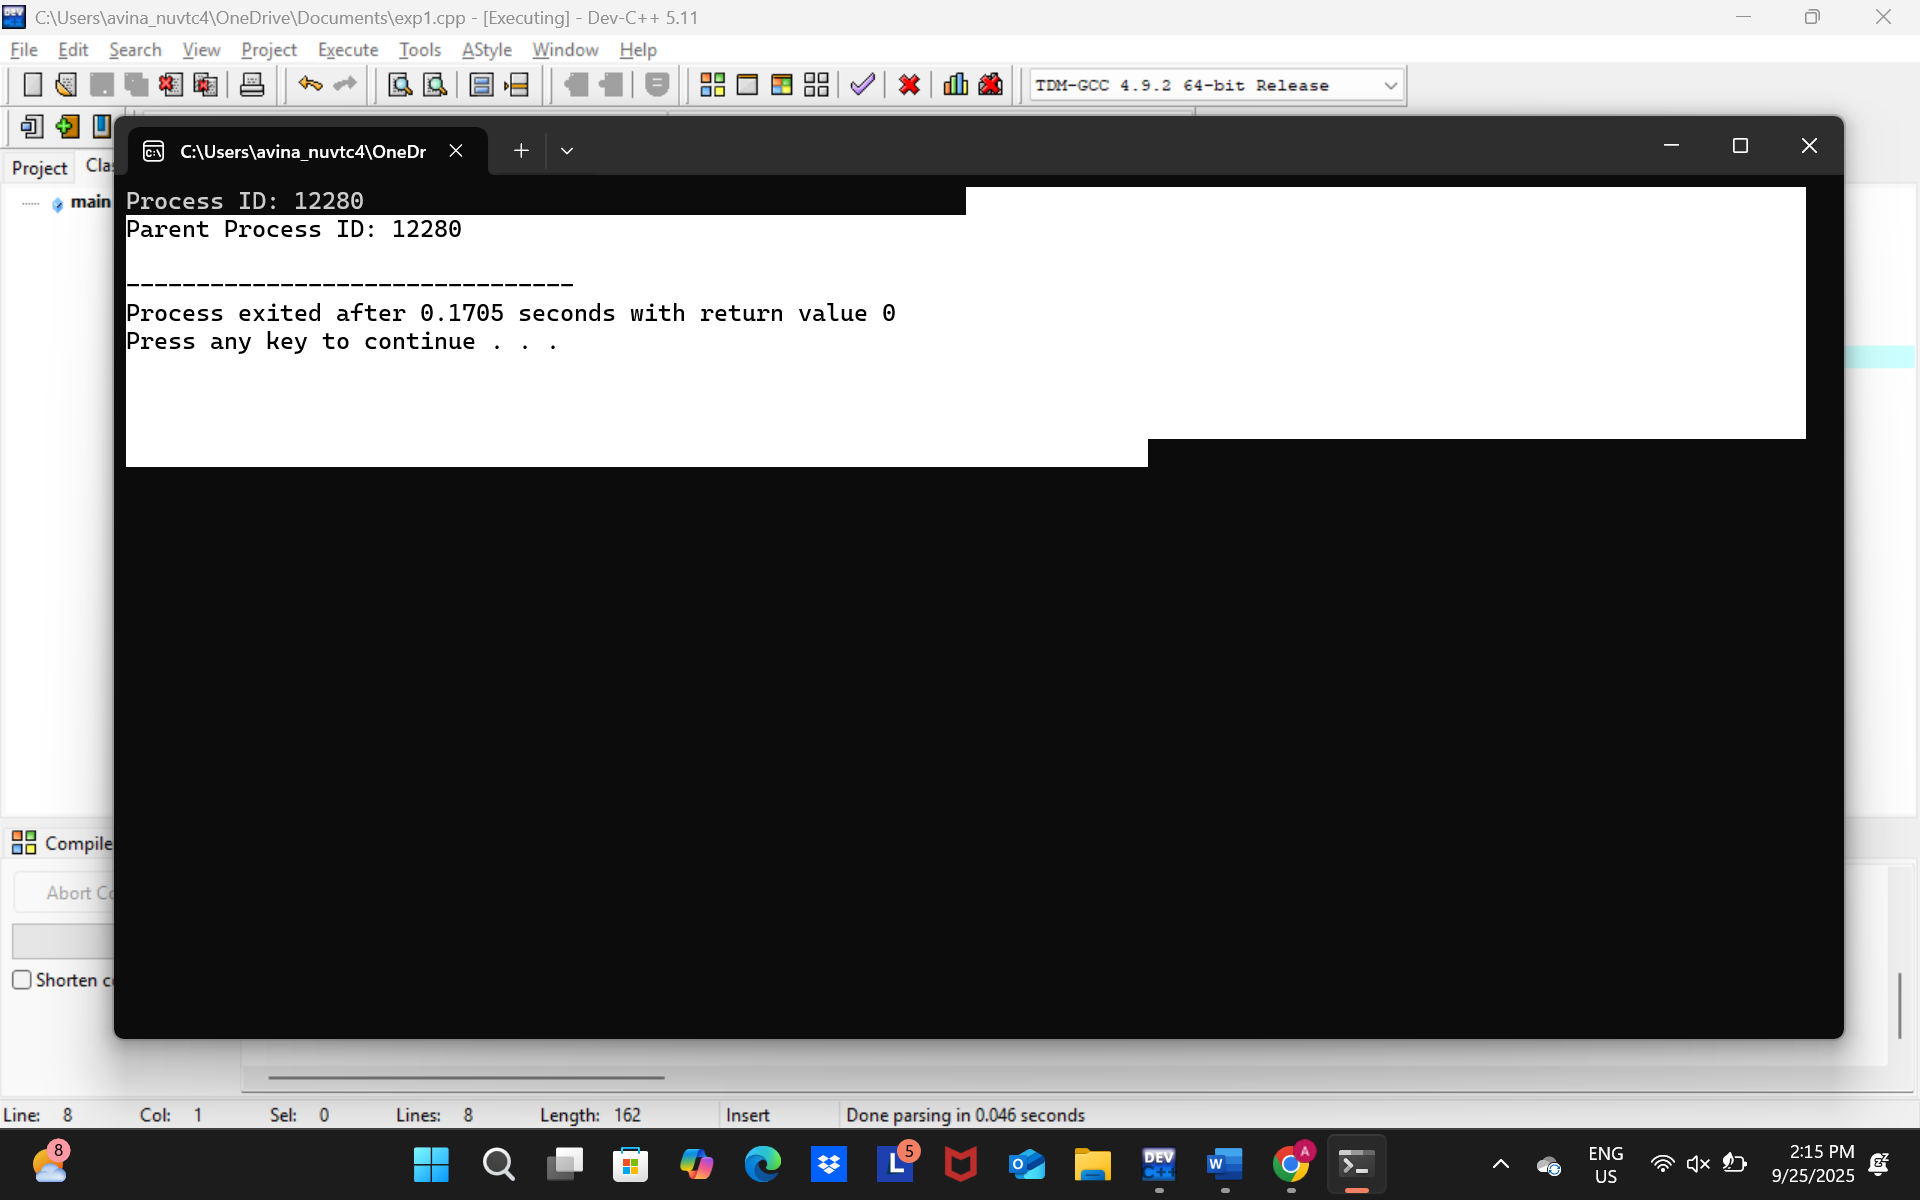 C:\Users\avina_nuvtc4\OneDrive\Documents\exp1.cpp - [Executing] - Dev-C++ 5.11
File Edit Search View Project Execute Tools AStyle Window Help
TDM-GCC 4.9.2 64-bit Release
C:\Users\avina_nuvtc4\OneDr
Project Clas
main
Process ID: 12280
Parent Process ID: 12280
--------------------------------
Process exited after 0.1705 seconds with return value 0
Press any key to continue . . .
Compile
Abort Co
Shorten co
Line: 8 Col: 1 Sel: 0 Lines: 8 Length: 162 Insert Done parsing in 0.046 seconds
8
DEV
C++
5
L
W
A
ENG
US
2:15 PM
9/25/2025